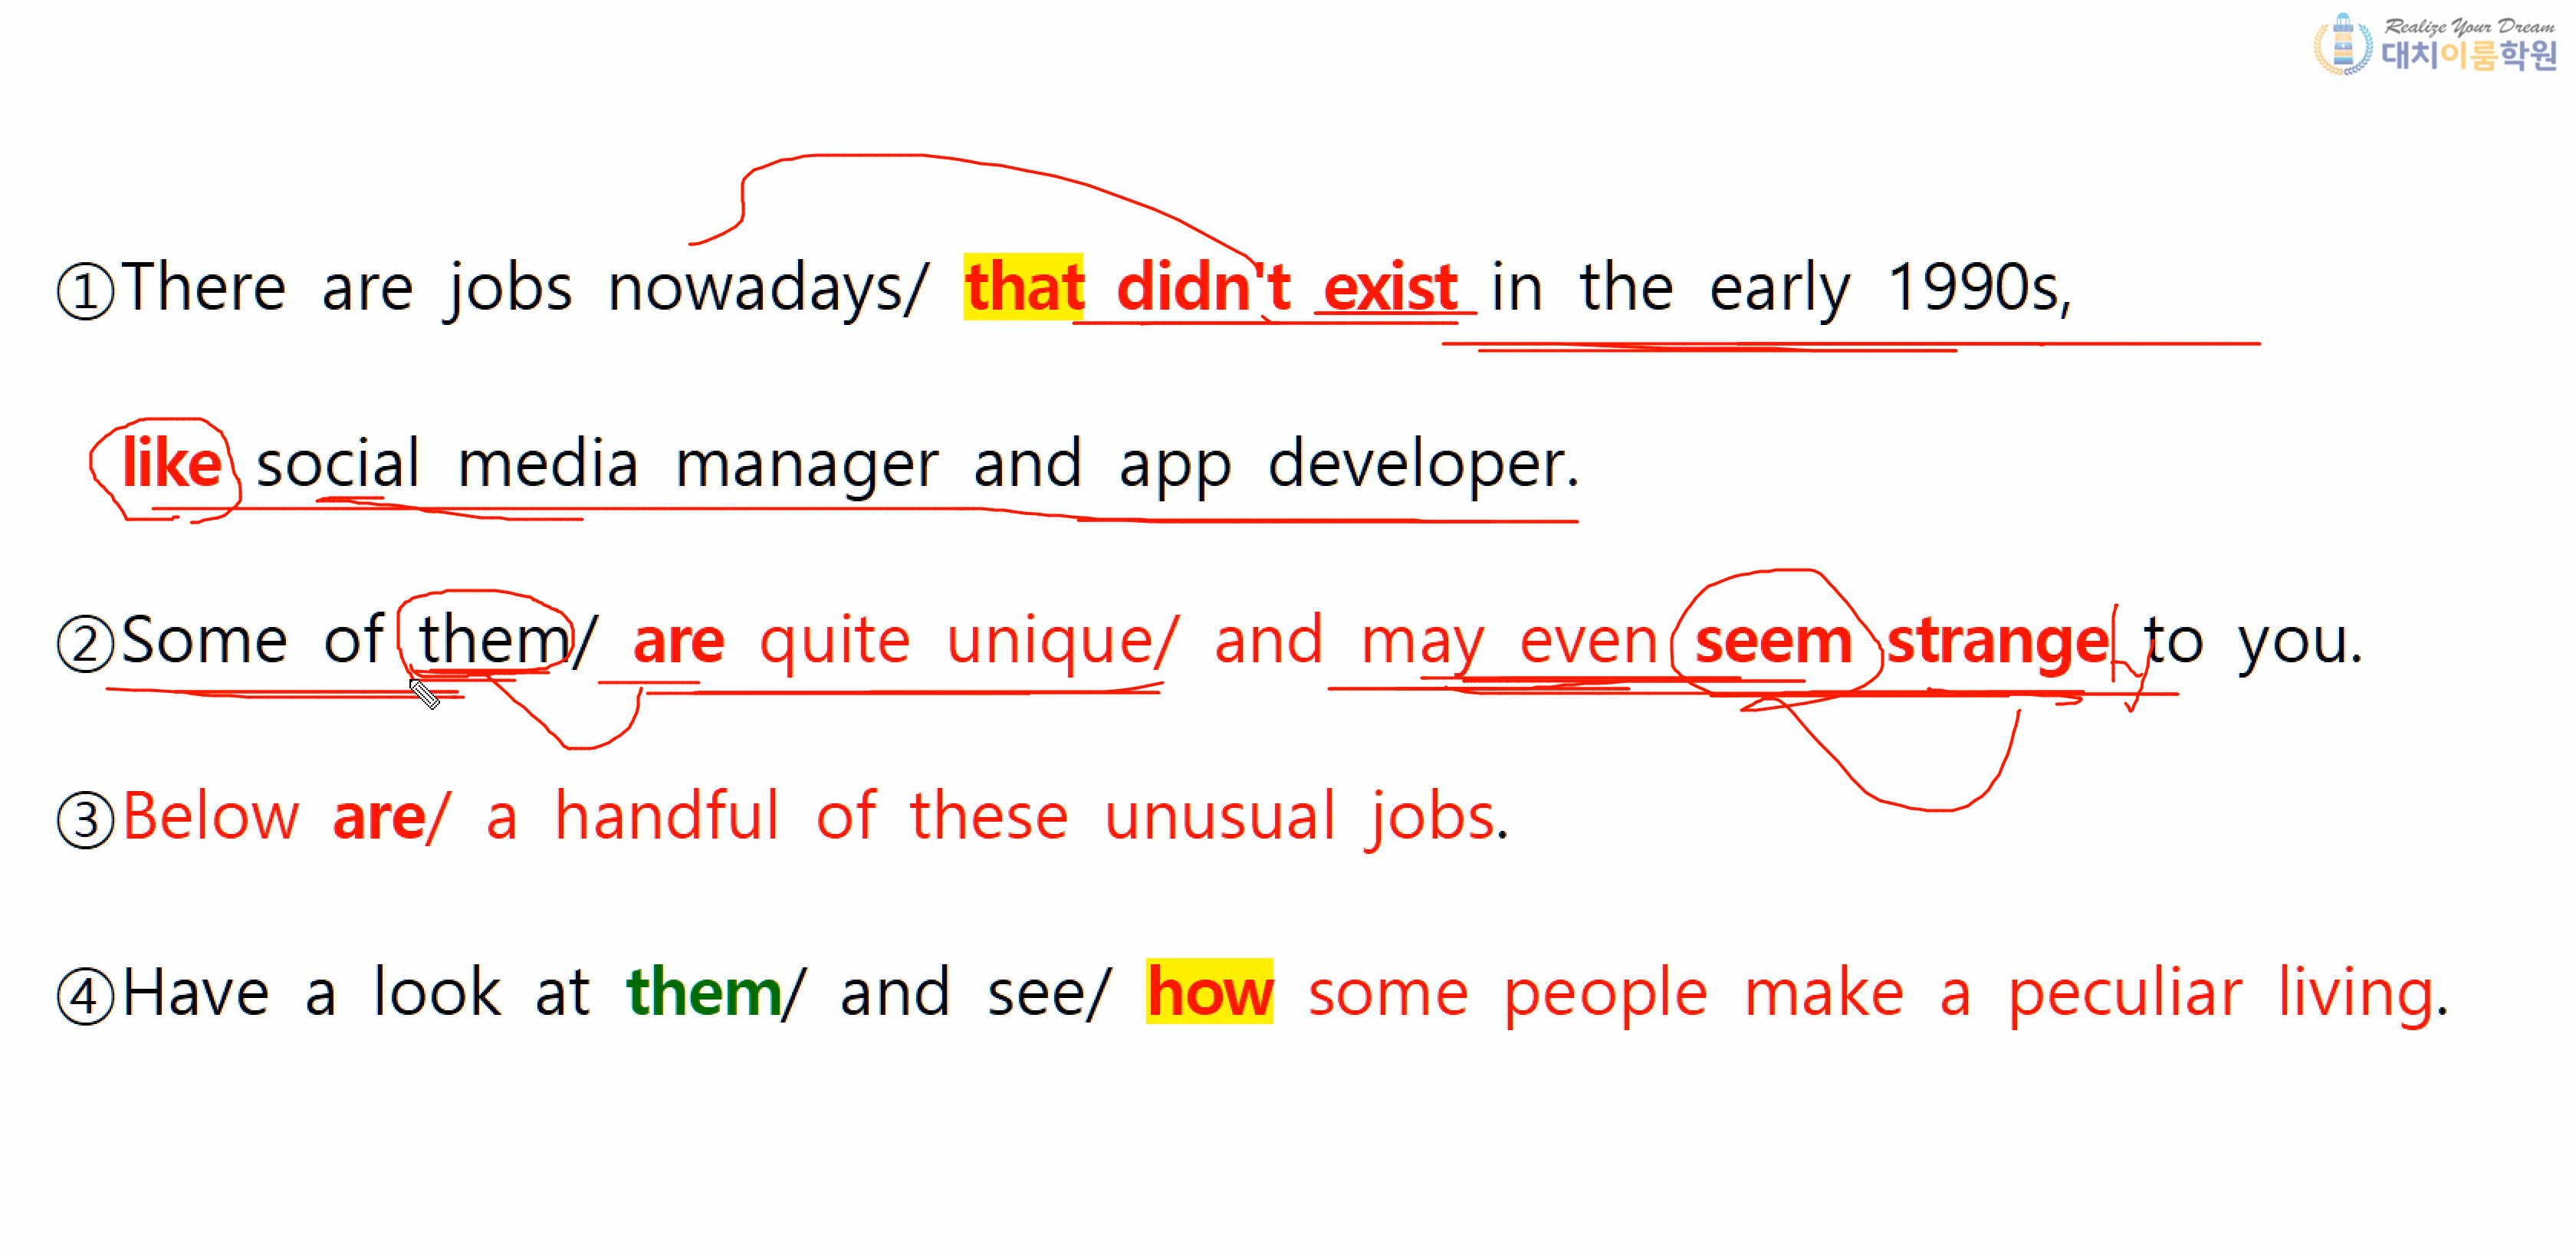 Realize Your Dream
대치이룸학원
①There are jobs nowadays/ that didn't exist in the early 1990s,
like social media manager and app developer.
②Some of them/ are quite unique/ and may even seem strange to you.
③Below are/ a handful of these unusual jobs.
④Have a look at them/ and see/ how some people make a peculiar living.